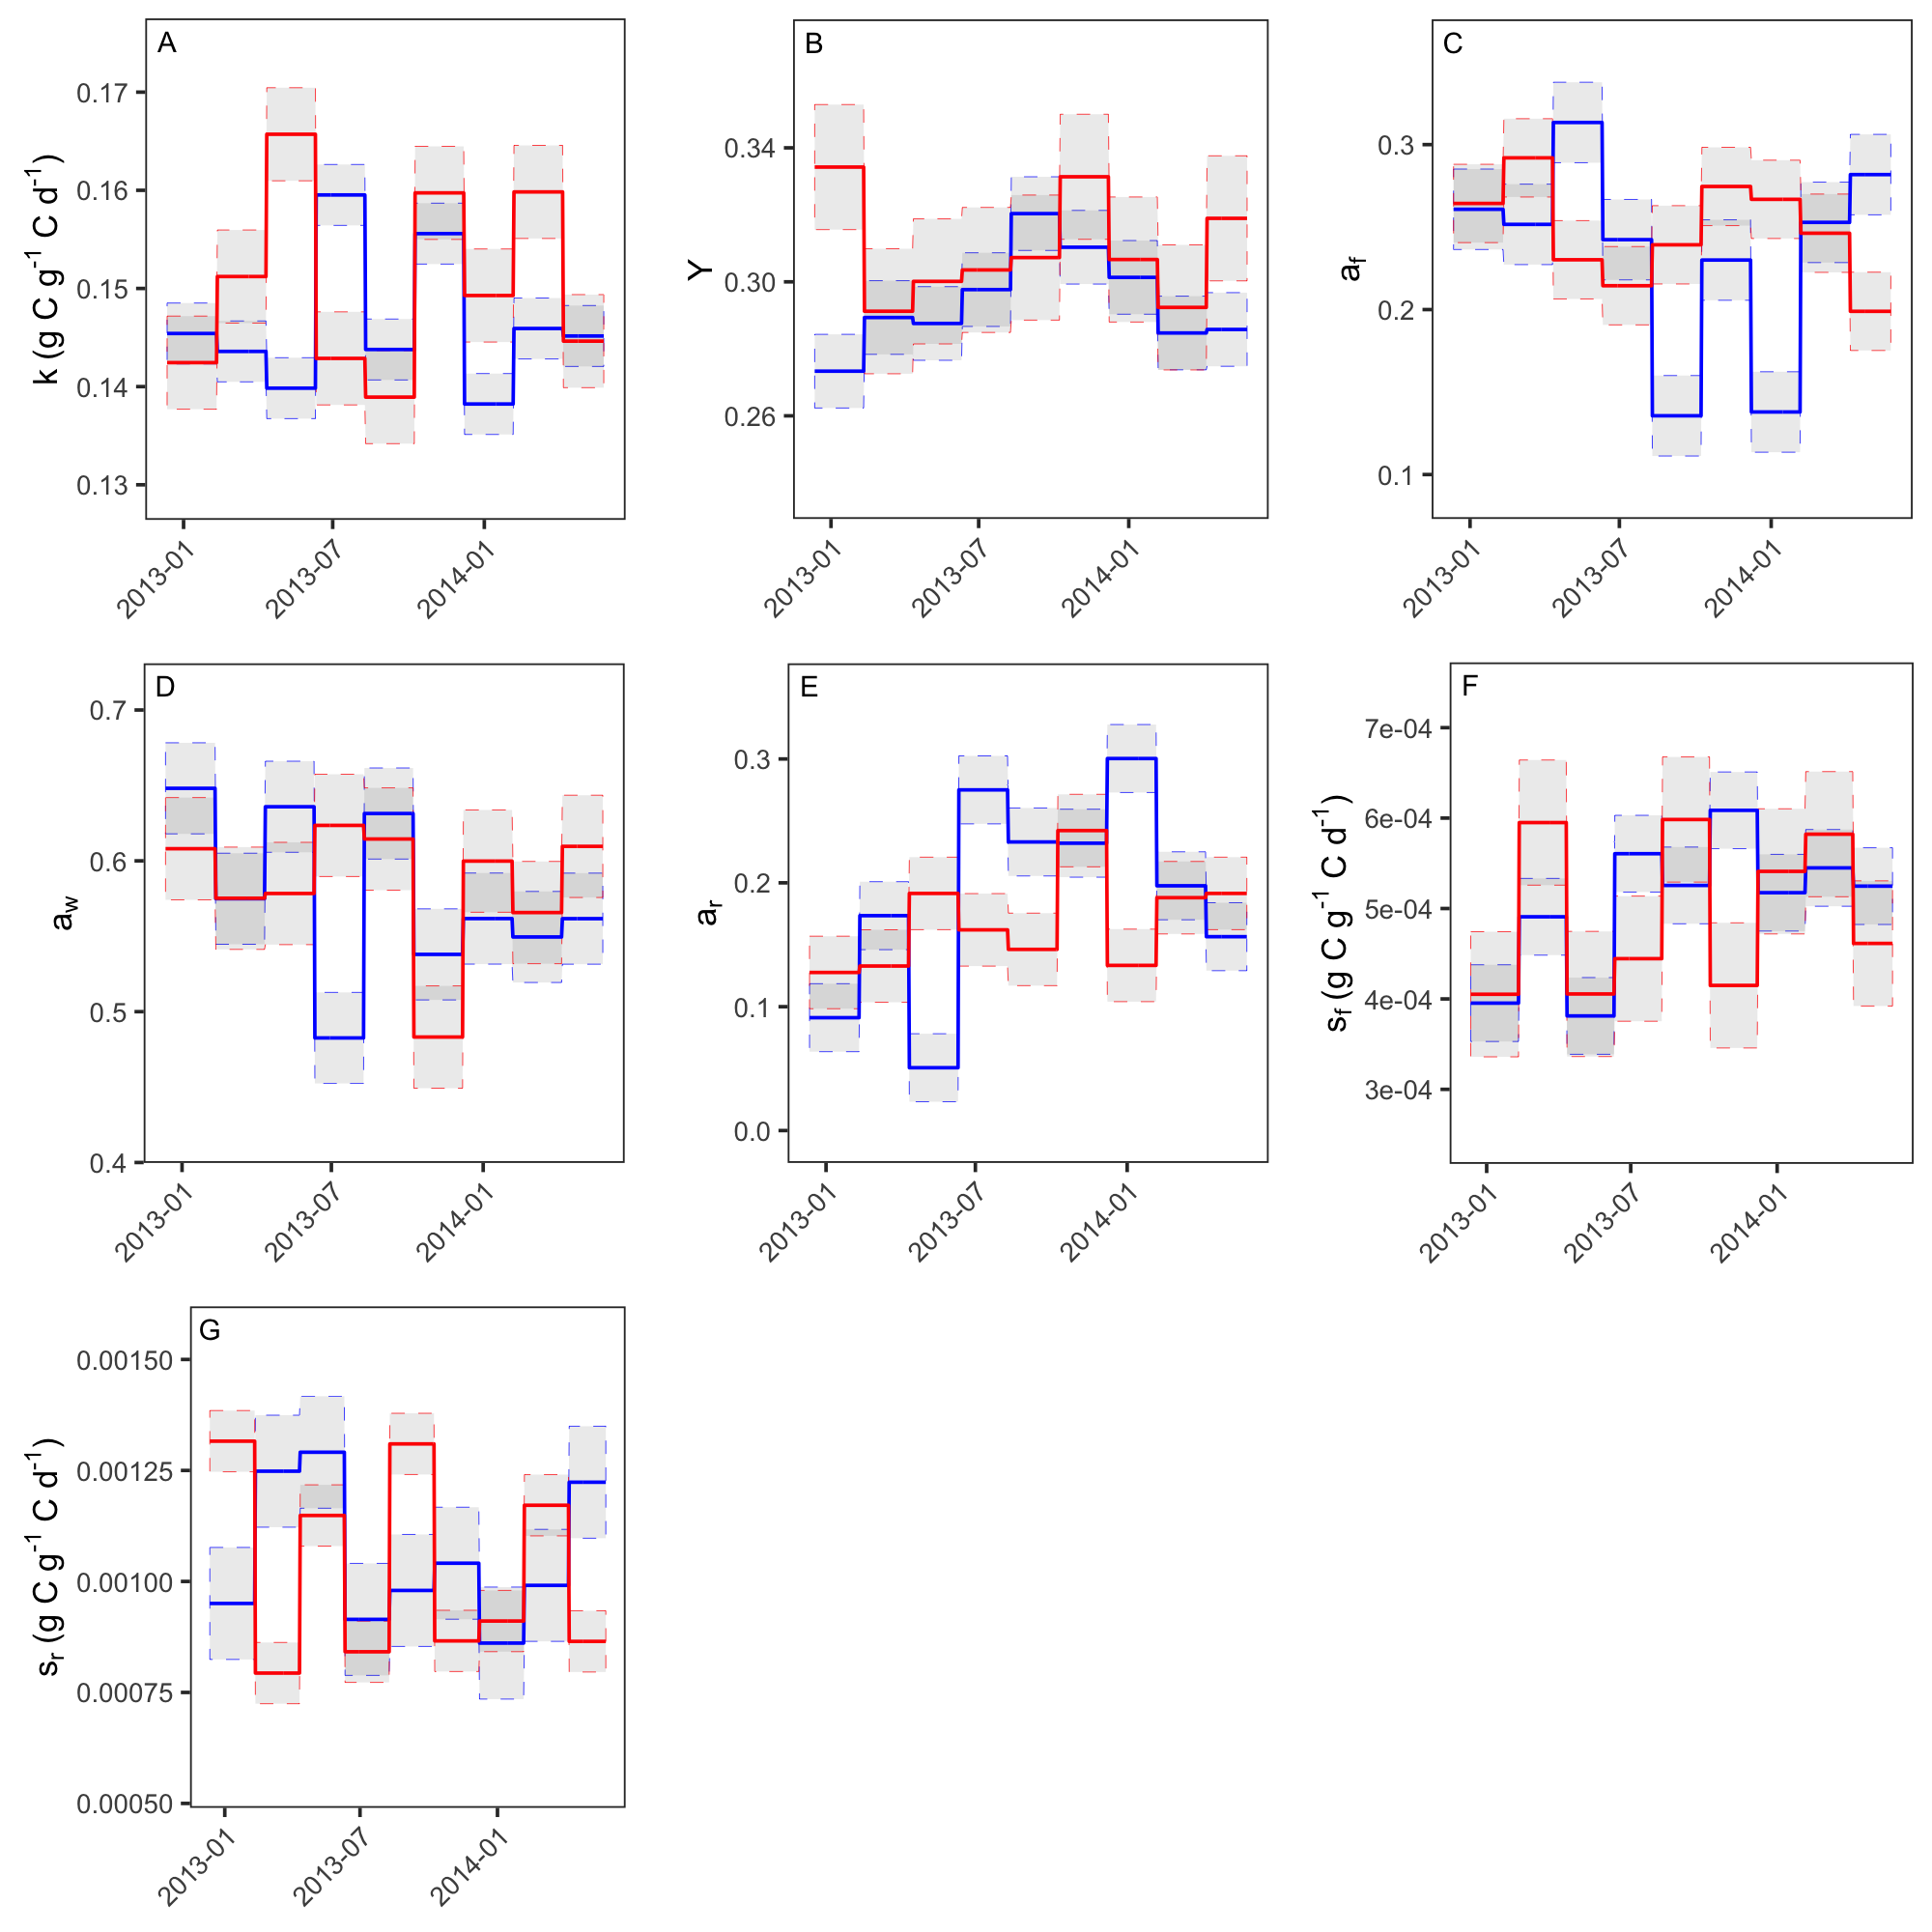 A
k (g C g⁻¹ C d⁻¹)
0.17
0.16
0.15
0.14
0.13
2013-01
2013-07
2014-01
B
Y
0.34
0.30
0.26
2013-01
2013-07
2014-01
C
a_f
0.3
0.2
0.1
2013-01
2013-07
2014-01
D
a_w
0.7
0.6
0.5
0.4
2013-01
2013-07
2014-01
E
a_r
0.3
0.2
0.1
0.0
2013-01
2013-07
2014-01
F
s_f (g C g⁻¹ C d⁻¹)
7e-04
6e-04
5e-04
4e-04
3e-04
2013-01
2013-07
2014-01
G
s_r (g C g⁻¹ C d⁻¹)
0.00150
0.00125
0.00100
0.00075
0.00050
2013-01
2013-07
2014-01